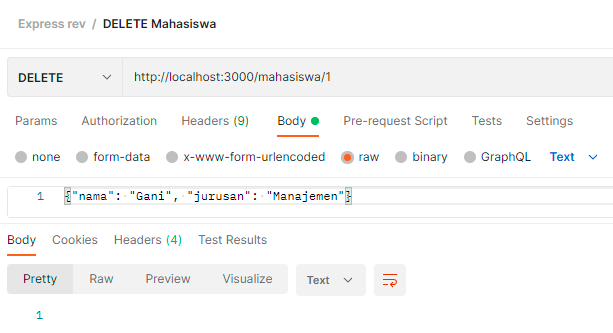 Express rev / DELETE Mahasiswa
DELETE http://localhost:3000/mahasiswa/1
Params Authorization Headers (9) Body Pre-request Script Tests Settings
none form-data x-www-form-urlencoded raw binary GraphQL Text
1 {"nama": "Gani", "jurusan": "Manajemen"}
Body Cookies Headers (4) Test Results
Pretty Raw Preview Visualize Text
1